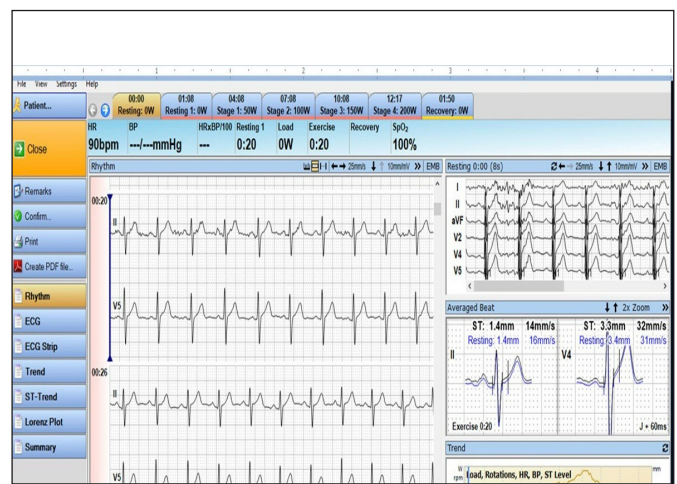 1 1 3 4
File View Settings Help
Patient...
00:00 01:08 04:08 07:08 10:08 12:17 01:50
Resting: 0W Resting 1: 0W Stage 1: 50W Stage 2: 100W Stage 3: 150W Stage 4: 200W Recovery: 0W
HR BP HRxBP/100 Resting 1 Load Exercise Recovery SpO2
90bpm ---/---mmHg --- 0:20 0W 0:20 100%
Close
Rhythm 25mm/s 10mm/mV » EMB
Resting 0:00 (8s) 25mm/s 10mm/mV » EMB
Remarks
Confirm...
Print
Create PDF file...
Rhythm
ECG
ECG Strip
Trend
ST-Trend
Lorenz Plot
Summary
00:20
II
V5
00:26
II
V5
I
II
aVF
V2
V4
V5
Averaged Beat 2x Zoom »
ST: 1.4mm 14mm/s ST: 3.3mm 32mm/s
Resting: 1.4mm 16mm/s Resting: 3.4mm 31mm/s
II V4
Exercise 0:20 J + 60ms
Trend
W mm
rpm Load, Rotations, HR, BP, ST Level